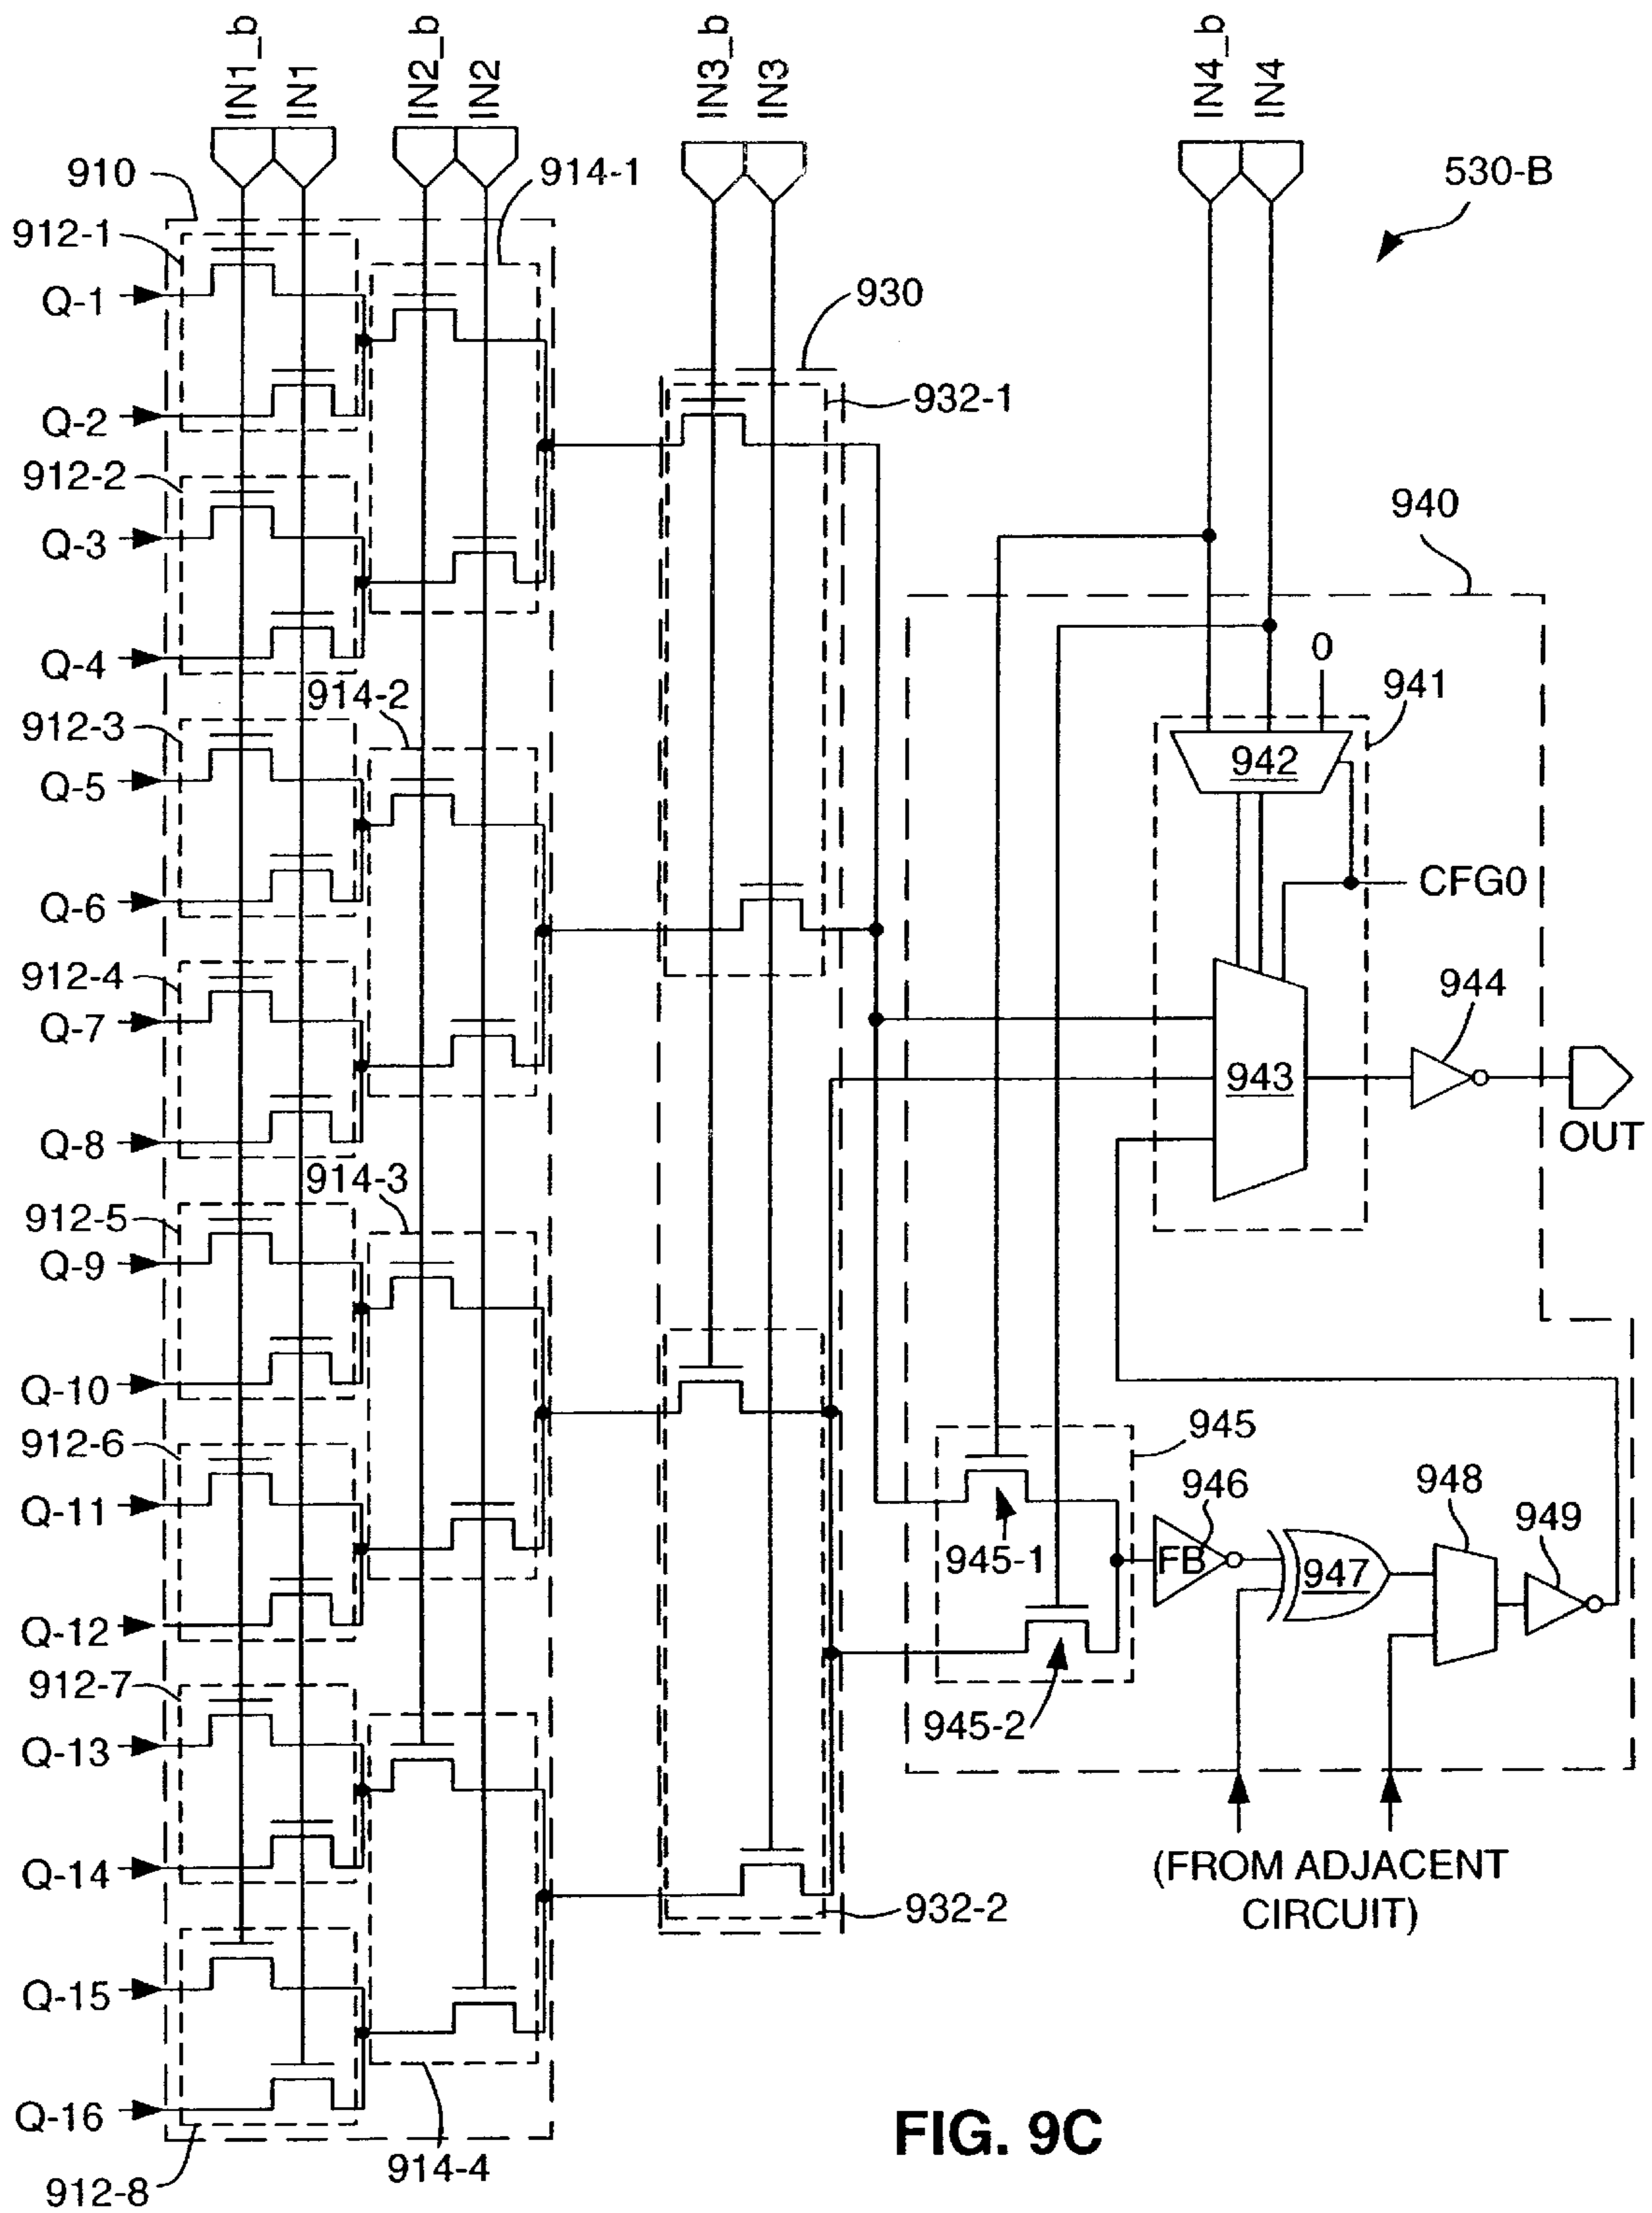 IN1_b
IN1
IN2_b
IN2
IN3_b
IN3
IN4_b
IN4
910
914-1
530-B
912-1
Q-1
930
932-1
Q-2
912-2
940
Q-3
0
Q-4
914-2
941
912-3
942
Q-5
CFG0
Q-6
912-4
944
Q-7
943
Q-8
OUT
914-3
912-5
Q-9
Q-10
945
912-6
946
948
949
Q-11
945-1
FB
947
Q-12
912-7
945-2
Q-13
Q-14
(FROM ADJACENT
CIRCUIT)
932-2
Q-15
Q-16
914-4
912-8
FIG. 9C